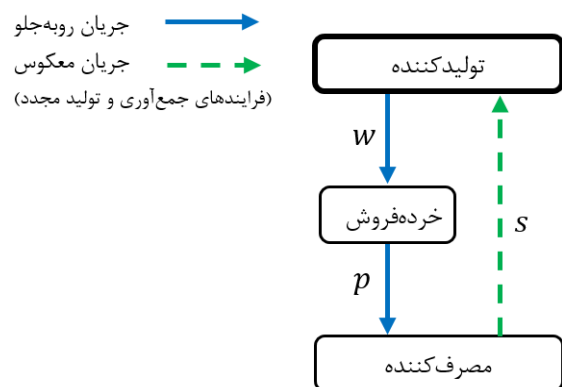 جریان روبه‌جلو
جریان معکوس
(فرایندهای جمع‌آوری و تولید مجدد)
تولیدکننده
w
خرده‌فروش
s
p
مصرف‌کننده